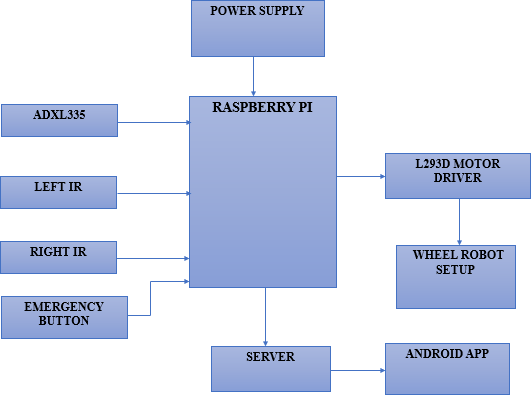 POWER SUPPLY
RASPBERRY PI
ADXL335
LEFT IR
RIGHT IR
EMERGENCY
BUTTON
L293D MOTOR
DRIVER
WHEEL ROBOT
SETUP
SERVER
ANDROID APP